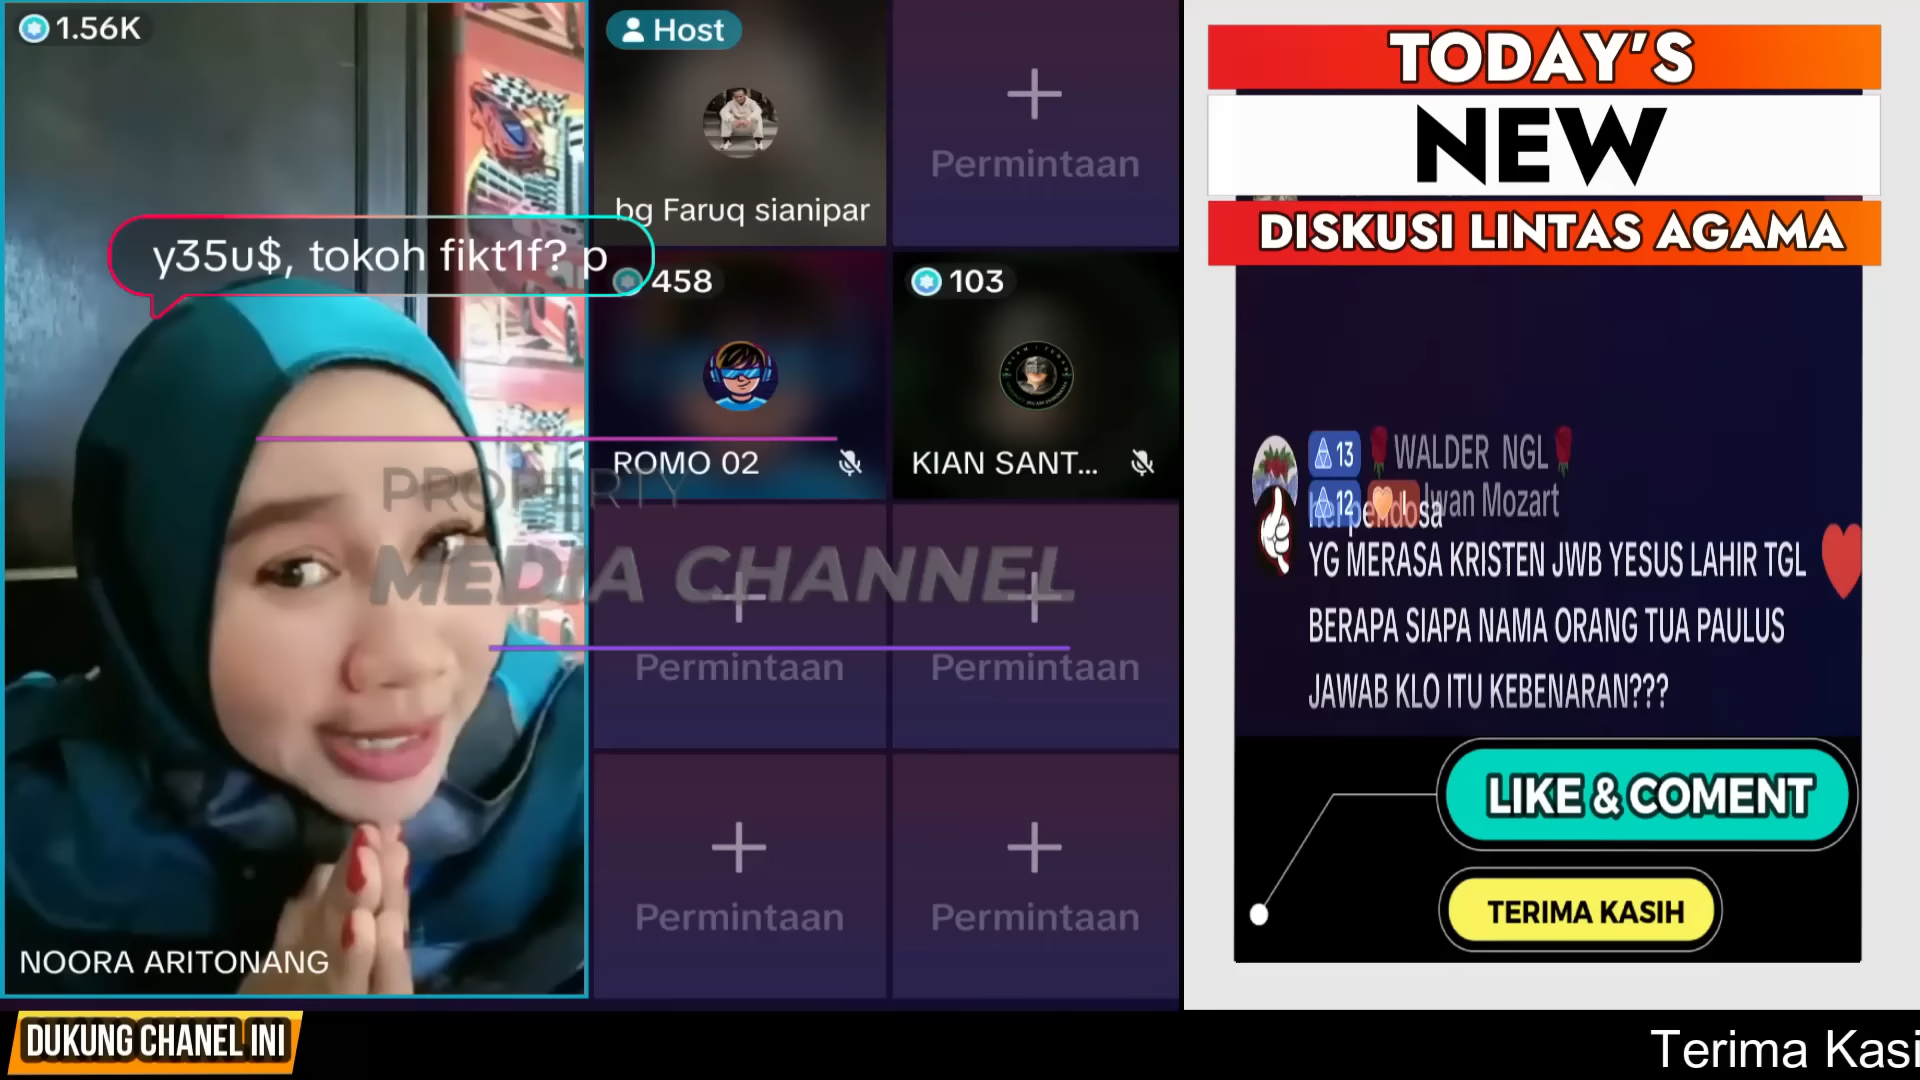 1.56K
Host
bg Faruq sianipar
Permintaan
y35u$, tokoh fikt1f? p
458
103
ROMO 02
KIAN SANT...
PROPERTY
MEDIA CHANNEL
Permintaan
Permintaan
Permintaan
Permintaan
NOORA ARITONANG
DUKUNG CHANEL INI
TODAY'S
NEW
DISKUSI LINTAS AGAMA
13 WALDER NGL
12 I Iwan Mozart
hei pendosa
YG MERASA KRISTEN JWB YESUS LAHIR TGL
BERAPA SIAPA NAMA ORANG TUA PAULUS
JAWAB KLO ITU KEBENARAN???
LIKE & COMENT
TERIMA KASIH
Terima Kasi